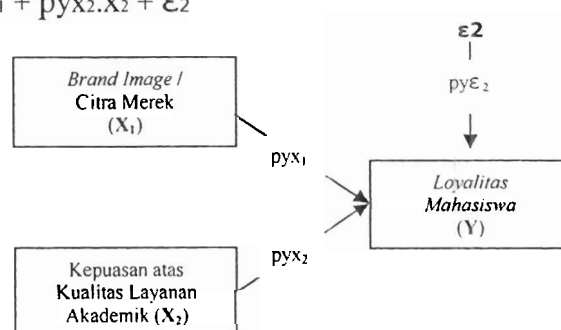 + pyx₂.x₂ + ε₂
ε2
pyε₂
Brand Image /
Citra Merek
(X₁)
pyx₁
Loyalitas
Mahasiswa
(Y)
pyx₂
Kepuasan atas
Kualitas Layanan
Akademik (X₂)